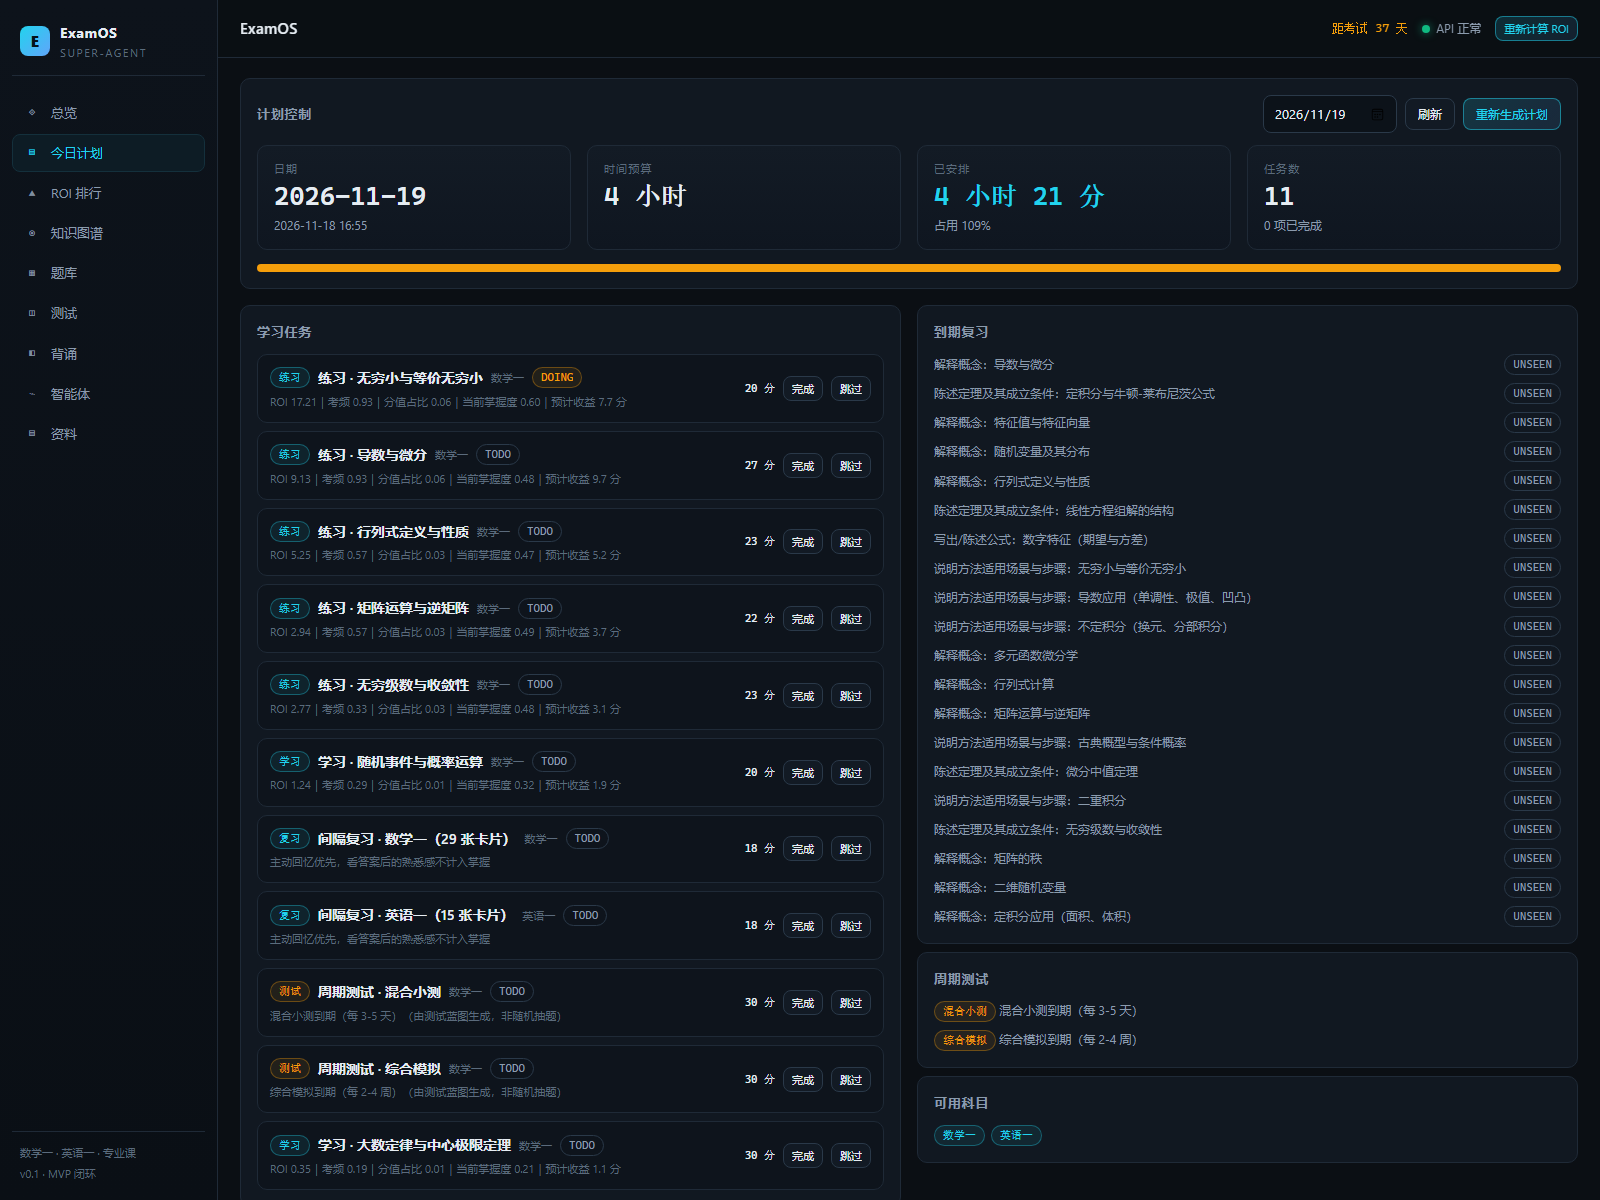 E
ExamOS
SUPER-AGENT
总览
今日计划
ROI 排行
知识图谱
题库
测试
背诵
智能体
资料
数学一 · 英语一 · 专业课
v0.1 · MVP 闭环
ExamOS
距考试 37 天
API 正常
重新计算 ROI
计划控制
2026/11/19
刷新
重新生成计划
日期
2026-11-19
2026-11-18 16:55
时间预算
4 小时
已安排
4 小时 21 分
占用 109%
任务数
11
0 项已完成
学习任务
练习 练习 · 无穷小与等价无穷小 数学一 DOING
ROI 17.21 | 考频 0.93 | 分值占比 0.06 | 当前掌握度 0.60 | 预计收益 7.7 分
20 分 完成 跳过
练习 练习 · 导数与微分 数学一 TODO
ROI 9.13 | 考频 0.93 | 分值占比 0.06 | 当前掌握度 0.48 | 预计收益 9.7 分
27 分 完成 跳过
练习 练习 · 行列式定义与性质 数学一 TODO
ROI 5.25 | 考频 0.57 | 分值占比 0.03 | 当前掌握度 0.47 | 预计收益 5.2 分
23 分 完成 跳过
练习 练习 · 矩阵运算与逆矩阵 数学一 TODO
ROI 2.94 | 考频 0.57 | 分值占比 0.03 | 当前掌握度 0.49 | 预计收益 3.7 分
22 分 完成 跳过
练习 练习 · 无穷级数与收敛性 数学一 TODO
ROI 2.77 | 考频 0.33 | 分值占比 0.03 | 当前掌握度 0.48 | 预计收益 3.1 分
23 分 完成 跳过
学习 学习 · 随机事件与概率运算 数学一 TODO
ROI 1.24 | 考频 0.29 | 分值占比 0.01 | 当前掌握度 0.32 | 预计收益 1.9 分
20 分 完成 跳过
复习 间隔复习 · 数学一（29 张卡片） 数学一 TODO
主动回忆优先，看答案后的熟悉感不计入掌握
18 分 完成 跳过
复习 间隔复习 · 英语一（15 张卡片） 英语一 TODO
主动回忆优先，看答案后的熟悉感不计入掌握
18 分 完成 跳过
测试 周期测试 · 混合小测 数学一 TODO
混合小测到期（每 3-5 天）（由测试蓝图生成，非随机抽题）
30 分 完成 跳过
测试 周期测试 · 综合模拟 数学一 TODO
综合模拟到期（每 2-4 周）（由测试蓝图生成，非随机抽题）
30 分 完成 跳过
学习 学习 · 大数定律与中心极限定理 数学一 TODO
ROI 0.35 | 考频 0.19 | 分值占比 0.01 | 当前掌握度 0.21 | 预计收益 1.1 分
30 分 完成 跳过
到期复习
解释概念：导数与微分 UNSEEN
陈述定理及其成立条件：定积分与牛顿-莱布尼茨公式 UNSEEN
解释概念：特征值与特征向量 UNSEEN
解释概念：随机变量及其分布 UNSEEN
解释概念：行列式定义与性质 UNSEEN
陈述定理及其成立条件：线性方程组解的结构 UNSEEN
写出/陈述公式：数字特征（期望与方差） UNSEEN
说明方法适用场景与步骤：无穷小与等价无穷小 UNSEEN
说明方法适用场景与步骤：导数应用（单调性、极值、凹凸） UNSEEN
说明方法适用场景与步骤：不定积分（换元、分部积分） UNSEEN
解释概念：多元函数微分学 UNSEEN
解释概念：行列式计算 UNSEEN
解释概念：矩阵运算与逆矩阵 UNSEEN
说明方法适用场景与步骤：古典概型与条件概率 UNSEEN
陈述定理及其成立条件：微分中值定理 UNSEEN
说明方法适用场景与步骤：二重积分 UNSEEN
陈述定理及其成立条件：无穷级数与收敛性 UNSEEN
解释概念：矩阵的秩 UNSEEN
解释概念：二维随机变量 UNSEEN
解释概念：定积分应用（面积、体积） UNSEEN
周期测试
混合小测 混合小测到期（每 3-5 天）
综合模拟 综合模拟到期（每 2-4 周）
可用科目
数学一 英语一